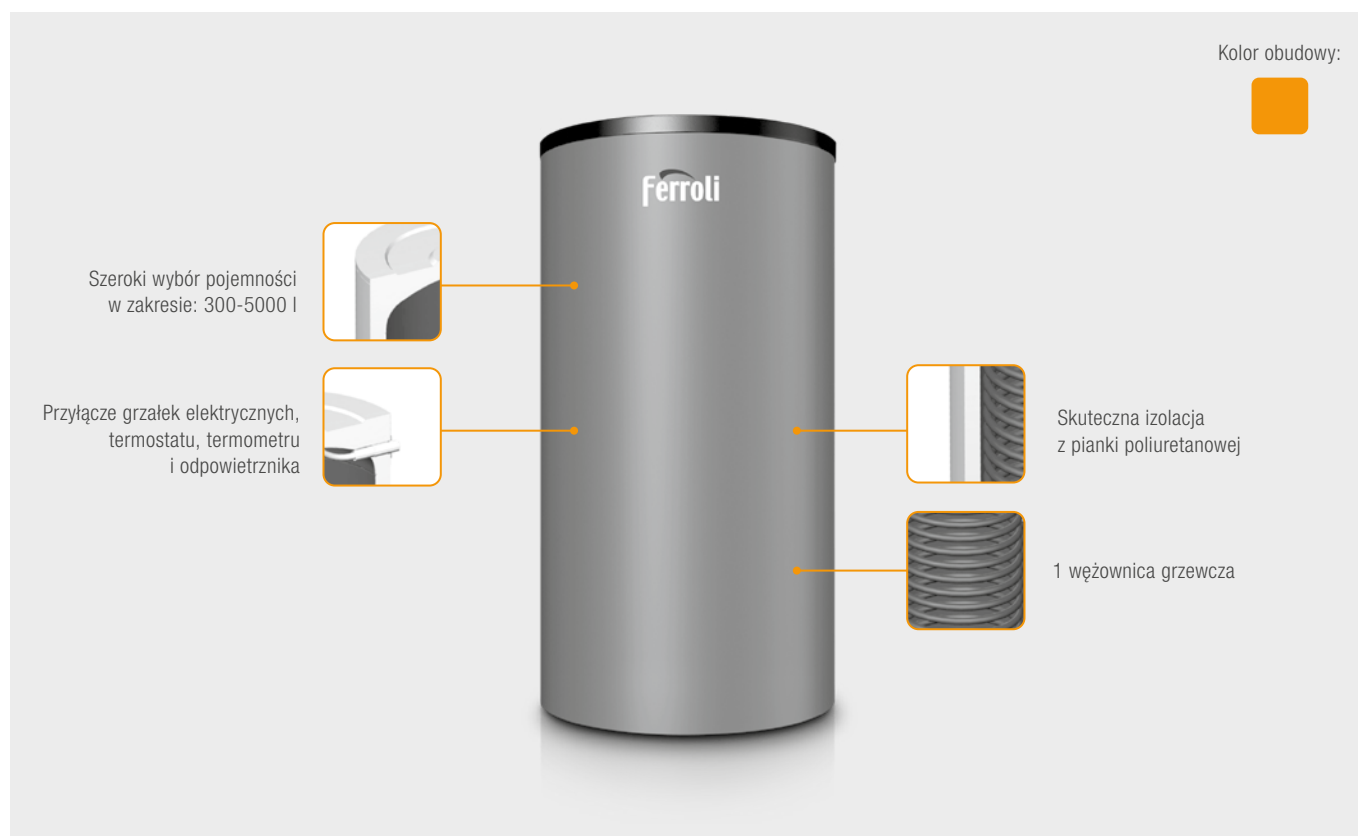 Kolor obudowy:
Ferroli
Szeroki wybór pojemności
w zakresie: 300-5000 l
Przyłącze grzałek elektrycznych,
termostatu, termometru
i odpowietrznika
Skuteczna izolacja
z pianki poliuretanowej
1 wężownica grzewcza